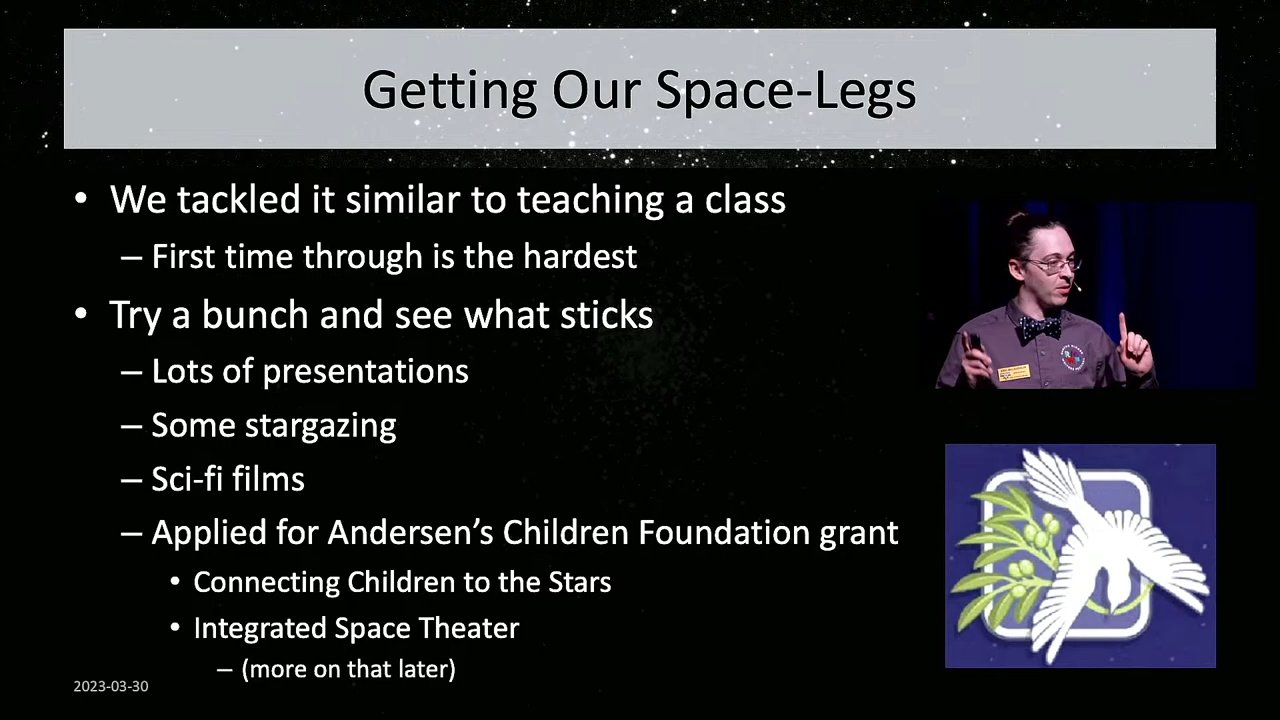 Getting Our Space-Legs
• We tackled it similar to teaching a class
– First time through is the hardest
• Try a bunch and see what sticks
– Lots of presentations
– Some stargazing
– Sci-fi films
– Applied for Andersen’s Children Foundation grant
• Connecting Children to the Stars
• Integrated Space Theater
– (more on that later)
2023-03-30